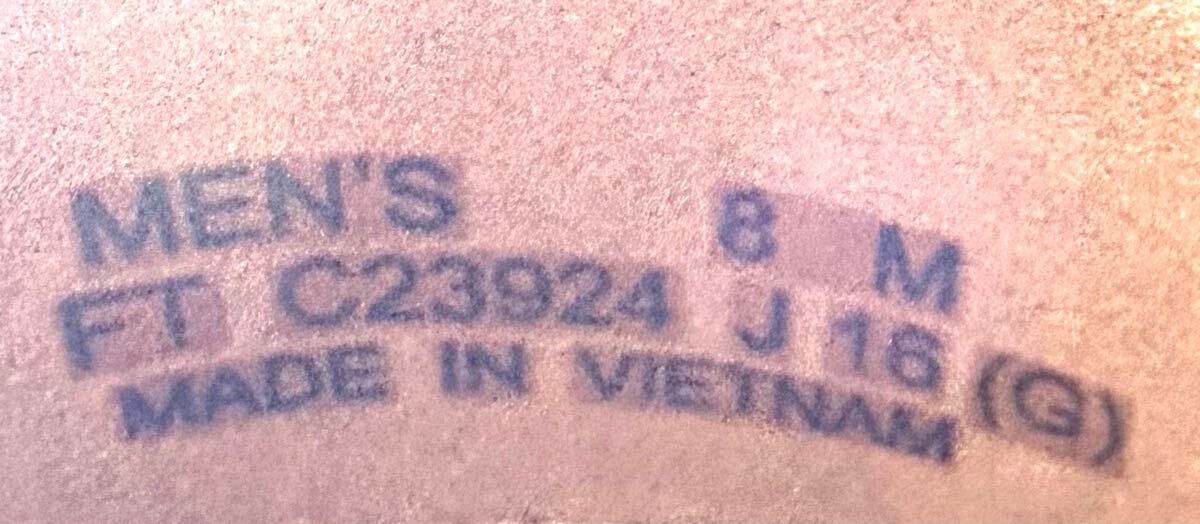 MEN'S 8 M
FT C23924 J 16 (G)
MADE IN VIETNAM